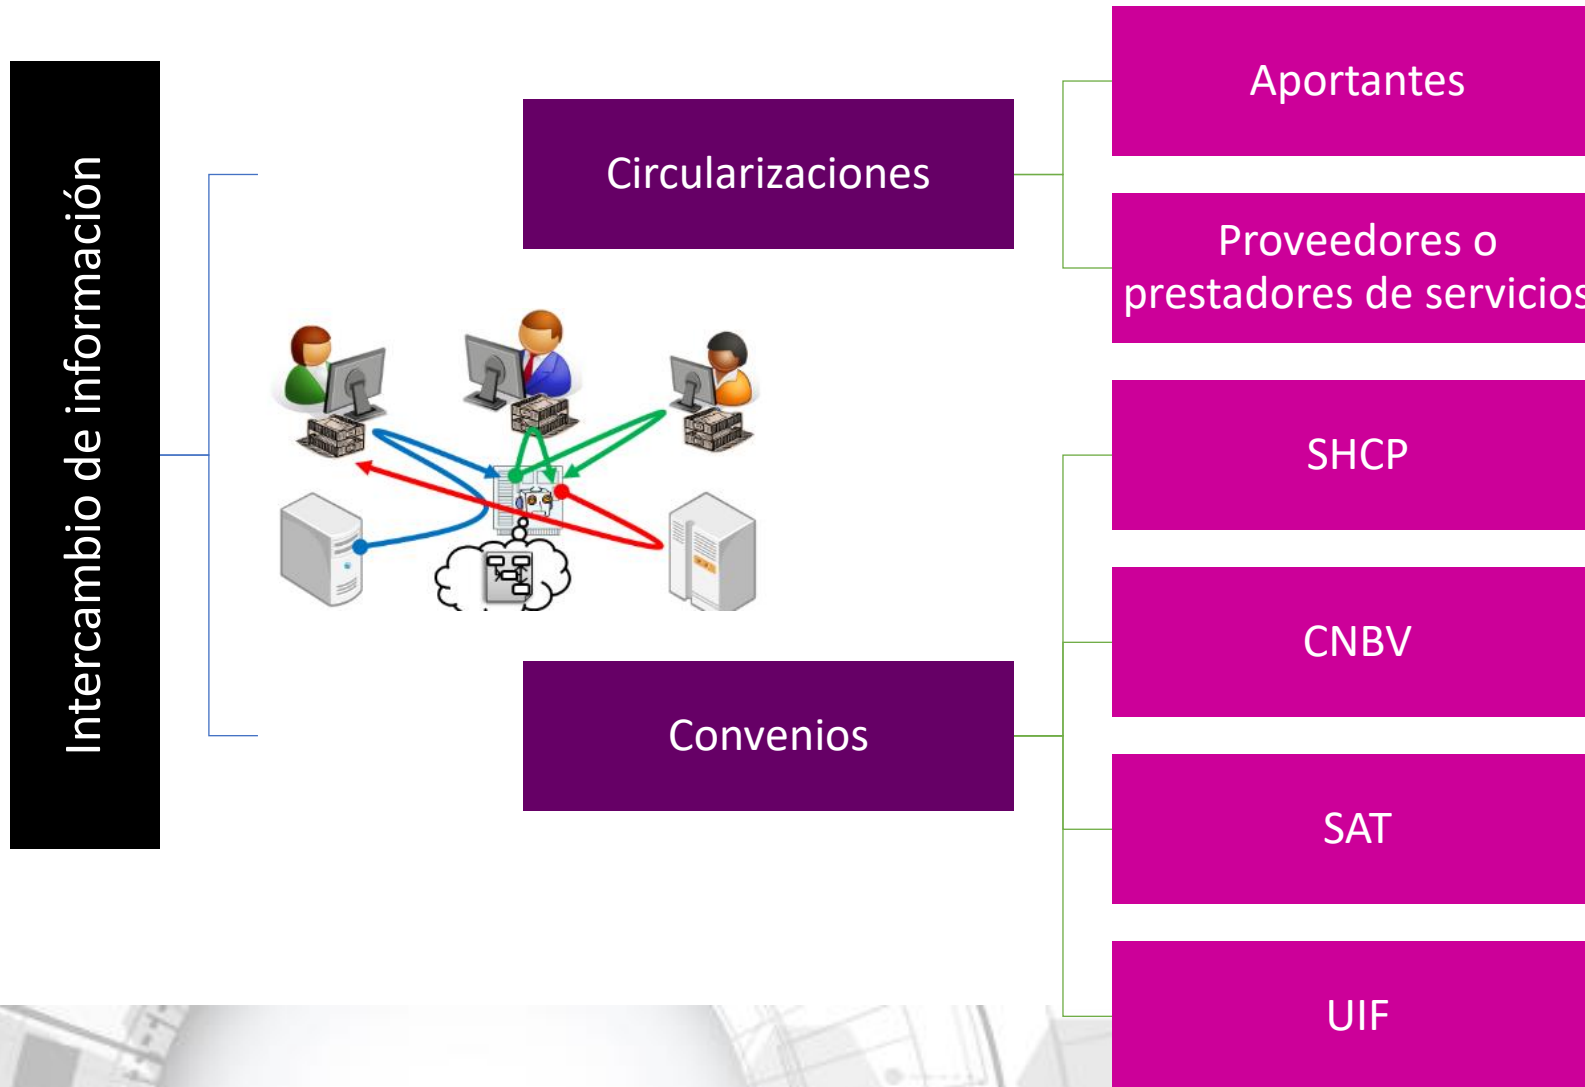 Intercambio de información
Circularizaciones
Aportantes
Proveedores o
prestadores de servicios
Convenios
SHCP
CNBV
SAT
UIF